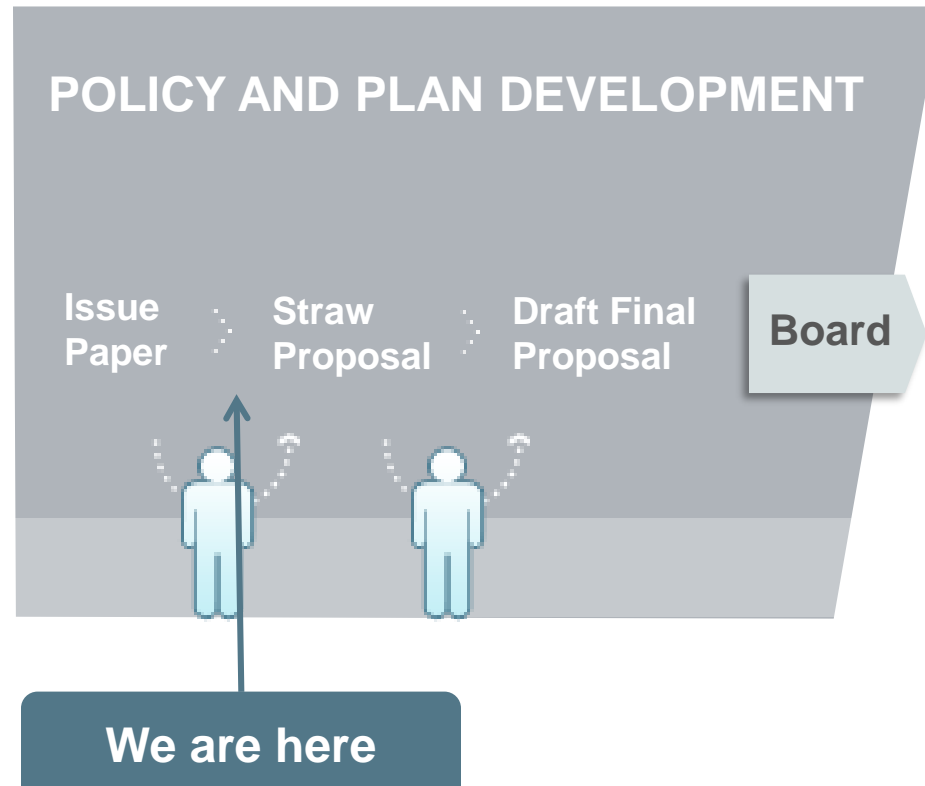 POLICY AND PLAN DEVELOPMENT
Issue
Paper
Straw
Proposal
Draft Final
Proposal
Board
We are here